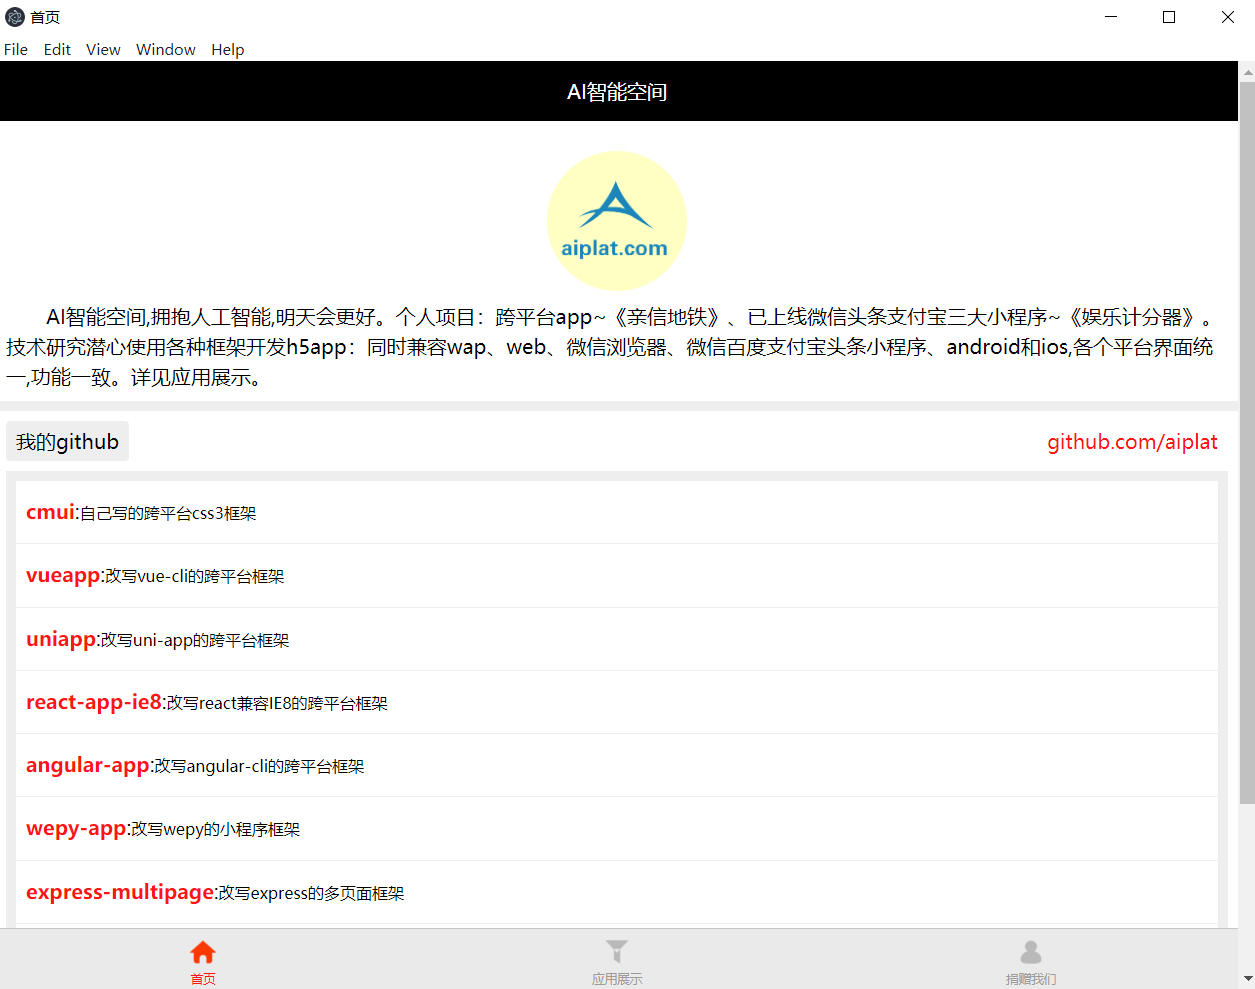 首页
File Edit View Window Help
AI智能空间
aiplat.com
AI智能空间,拥抱人工智能,明天会更好。个人项目：跨平台app~《亲信地铁》、已上线微信头条支付宝三大小程序~《娱乐计分器》。
技术研究潜心使用各种框架开发h5app：同时兼容wap、web、微信浏览器、微信百度支付宝头条小程序、android和ios,各个平台界面统
一,功能一致。详见应用展示。
我的github
github.com/aiplat
cmui:自己写的跨平台css3框架
vueapp:改写vue-cli的跨平台框架
uniapp:改写uni-app的跨平台框架
react-app-ie8:改写react兼容IE8的跨平台框架
angular-app:改写angular-cli的跨平台框架
wepy-app:改写wepy的小程序框架
express-multipage:改写express的多页面框架
首页
应用展示
捐赠我们